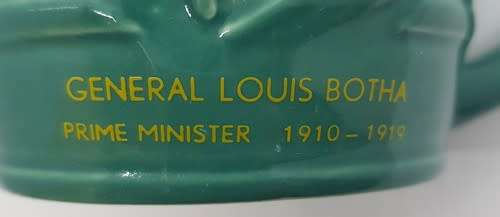 GENERAL LOUIS BOTHA
PRIME MINISTER 1910-1919